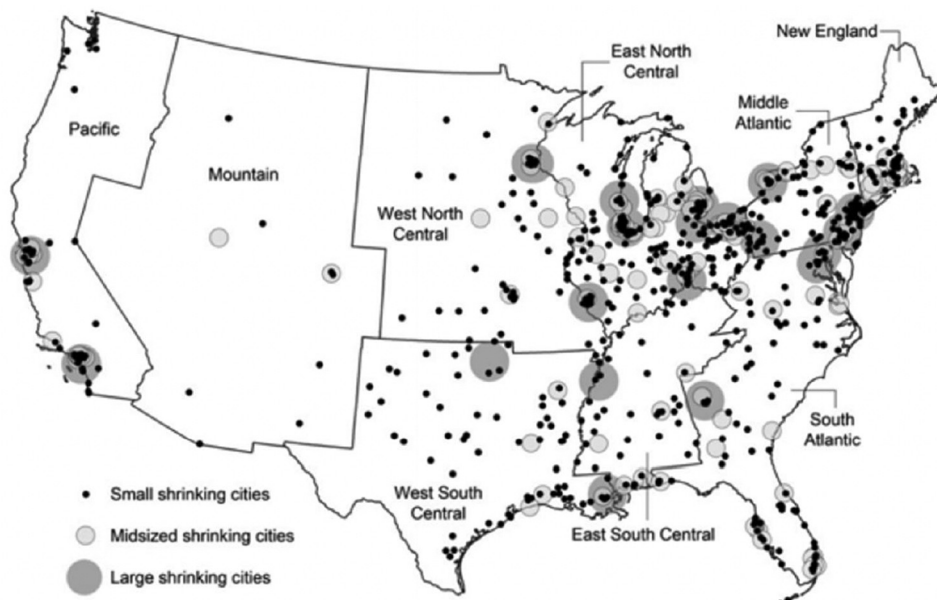 New England
East North
Central
Middle
Atlantic
Pacific
Mountain
West North
Central
South
Atlantic
West South
Central
East South Central
Small shrinking cities
Midsized shrinking cities
Large shrinking cities